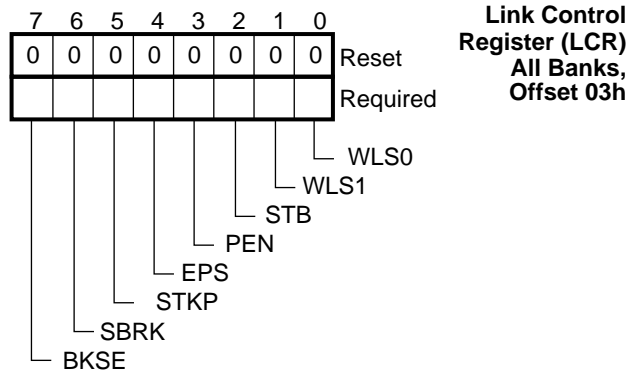 Link Control
Register (LCR)
All Banks,
Offset 03h
7 6 5 4 3 2 1 0
0 0 0 0 0 0 0 0 Reset
Required
WLS0
WLS1
STB
PEN
EPS
STKP
SBRK
BKSE